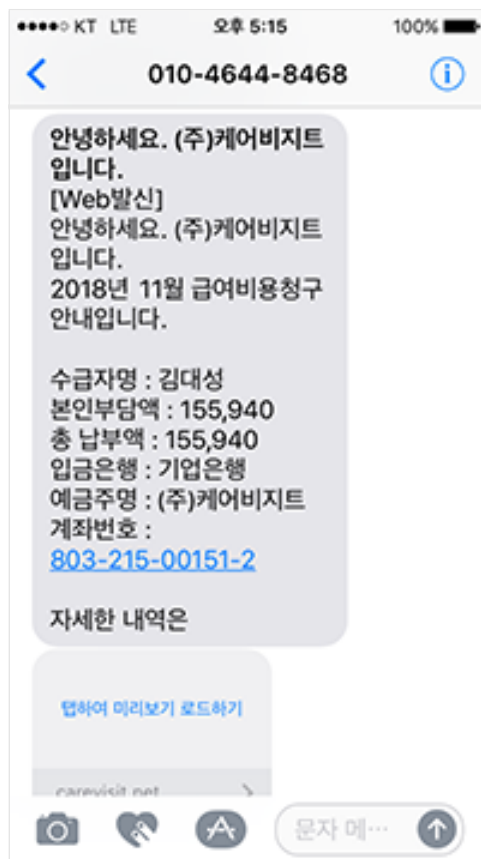 KT LTE 오후 5:15 100%
010-4644-8468
안녕하세요. (주)케어비지트
입니다.
[Web발신]
안녕하세요. (주)케어비지트
입니다.
2018년 11월 급여비용청구
안내입니다.
수급자명 : 김대성
본인부담액 : 155,940
총 납부액 : 155,940
입금은행 : 기업은행
예금주명 : (주)케어비지트
계좌번호 :
803-215-00151-2
자세한 내역은
탭하여 미리보기 로드하기
carevisit.net
문자 메…